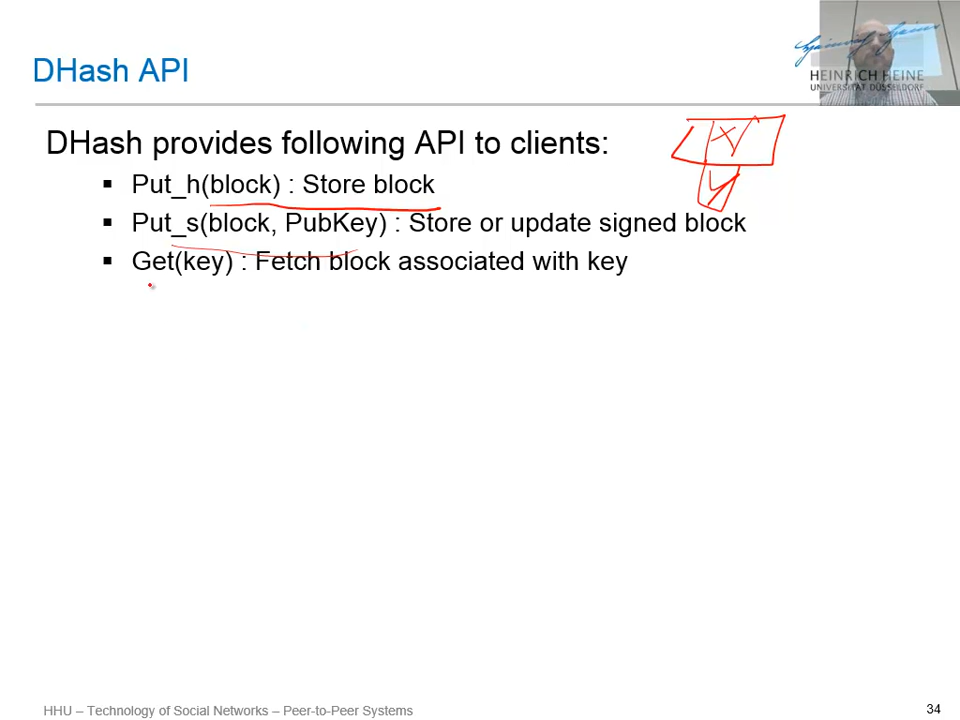 DHash API
HEINRICH HEINE
UNIVERSITÄT DÜSSELDORF
DHash provides following API to clients:
▪ Put_h(block) : Store block
▪ Put_s(block, PubKey) : Store or update signed block
▪ Get(key) : Fetch block associated with key
X
Y
HHU – Technology of Social Networks – Peer-to-Peer Systems
34